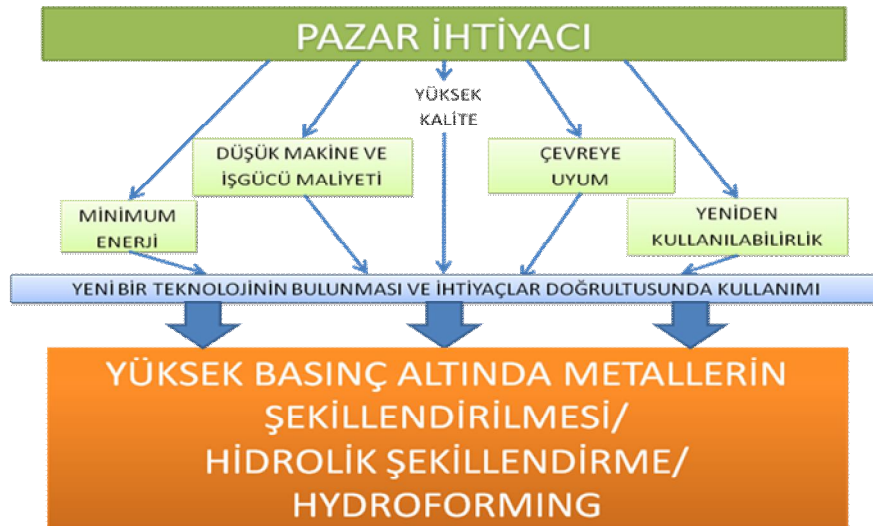 PAZAR İHTİYACI
YÜKSEK
KALİTE
DÜŞÜK MAKİNE VE
İŞGÜCÜ MALİYETİ
ÇEVREYE
UYUM
MİNİMUM
ENERJİ
YENİDEN
KULLANILABİLİRLİK
YENİ BİR TEKNOLOJİNİN BULUNMASI VE İHTİYAÇLAR DOĞRULTUSUNDA KULLANIMI
YÜKSEK BASINÇ ALTINDA METALLERİN
ŞEKİLLENDİRİLMESİ/
HİDROLİK ŞEKİLLENDİRME/
HYDROFORMING